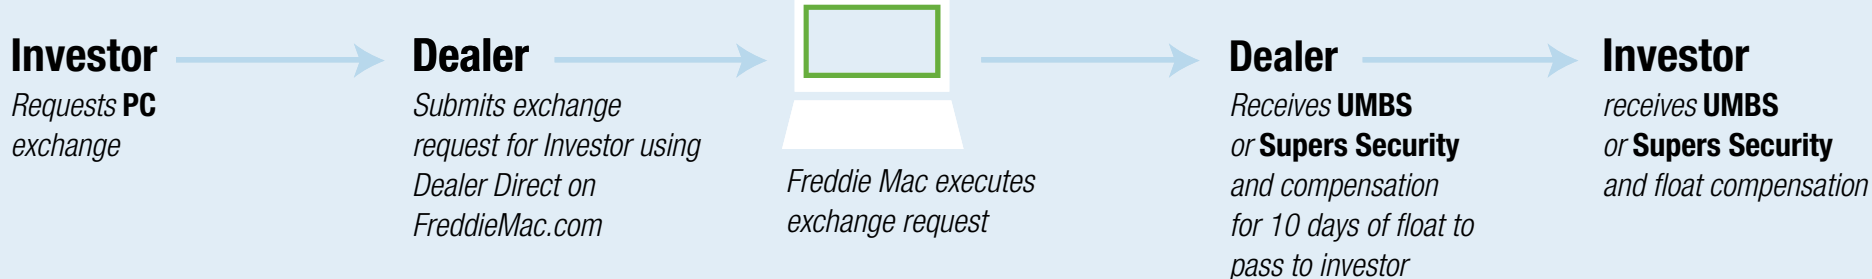 Investor
Requests PC
exchange
Dealer
Submits exchange
request for Investor using
Dealer Direct on
FreddieMac.com
Freddie Mac executes
exchange request
Dealer
Receives UMBS
or Supers Security
and compensation
for 10 days of float to
pass to investor
Investor
receives UMBS
or Supers Security
and float compensation